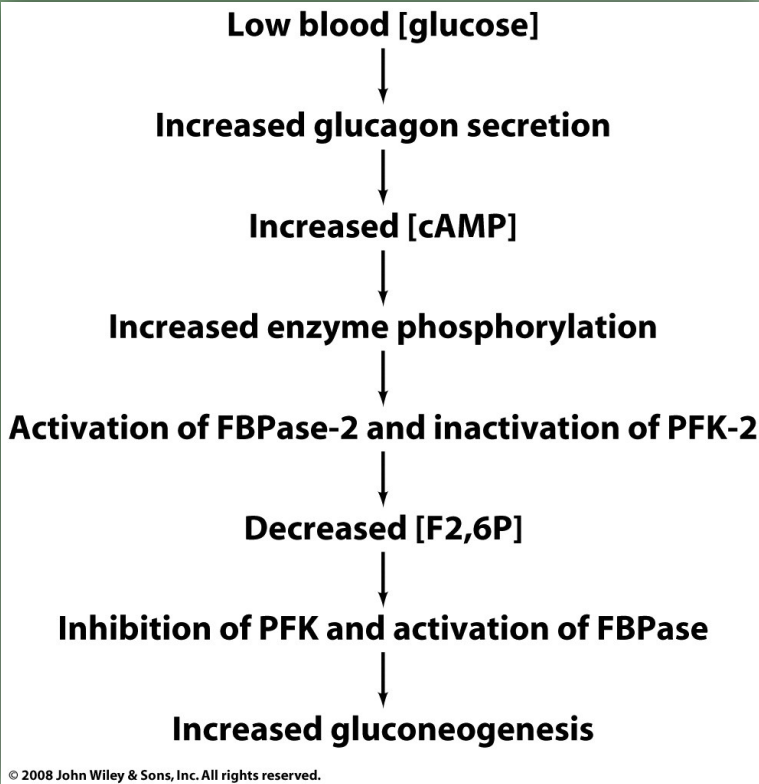 Low blood [glucose]
Increased glucagon secretion
Increased [cAMP]
Increased enzyme phosphorylation
Activation of FBPase-2 and inactivation of PFK-2
Decreased [F2,6P]
Inhibition of PFK and activation of FBPase
Increased gluconeogenesis
© 2008 John Wiley & Sons, Inc. All rights reserved.